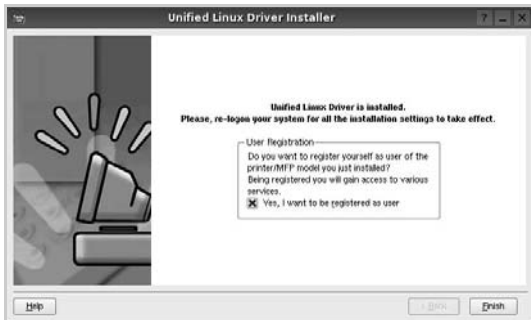 Unified Linux Driver Installer
Unified Linux Driver is installed.
Please, re-logon your system for all the installation settings to take effect.
User Registration
Do you want to register yourself as user of the
printer/MFP model you just installed?
Being registered you will gain access to various
services.
Yes, I want to be registered as user
Help
< Back
Finish